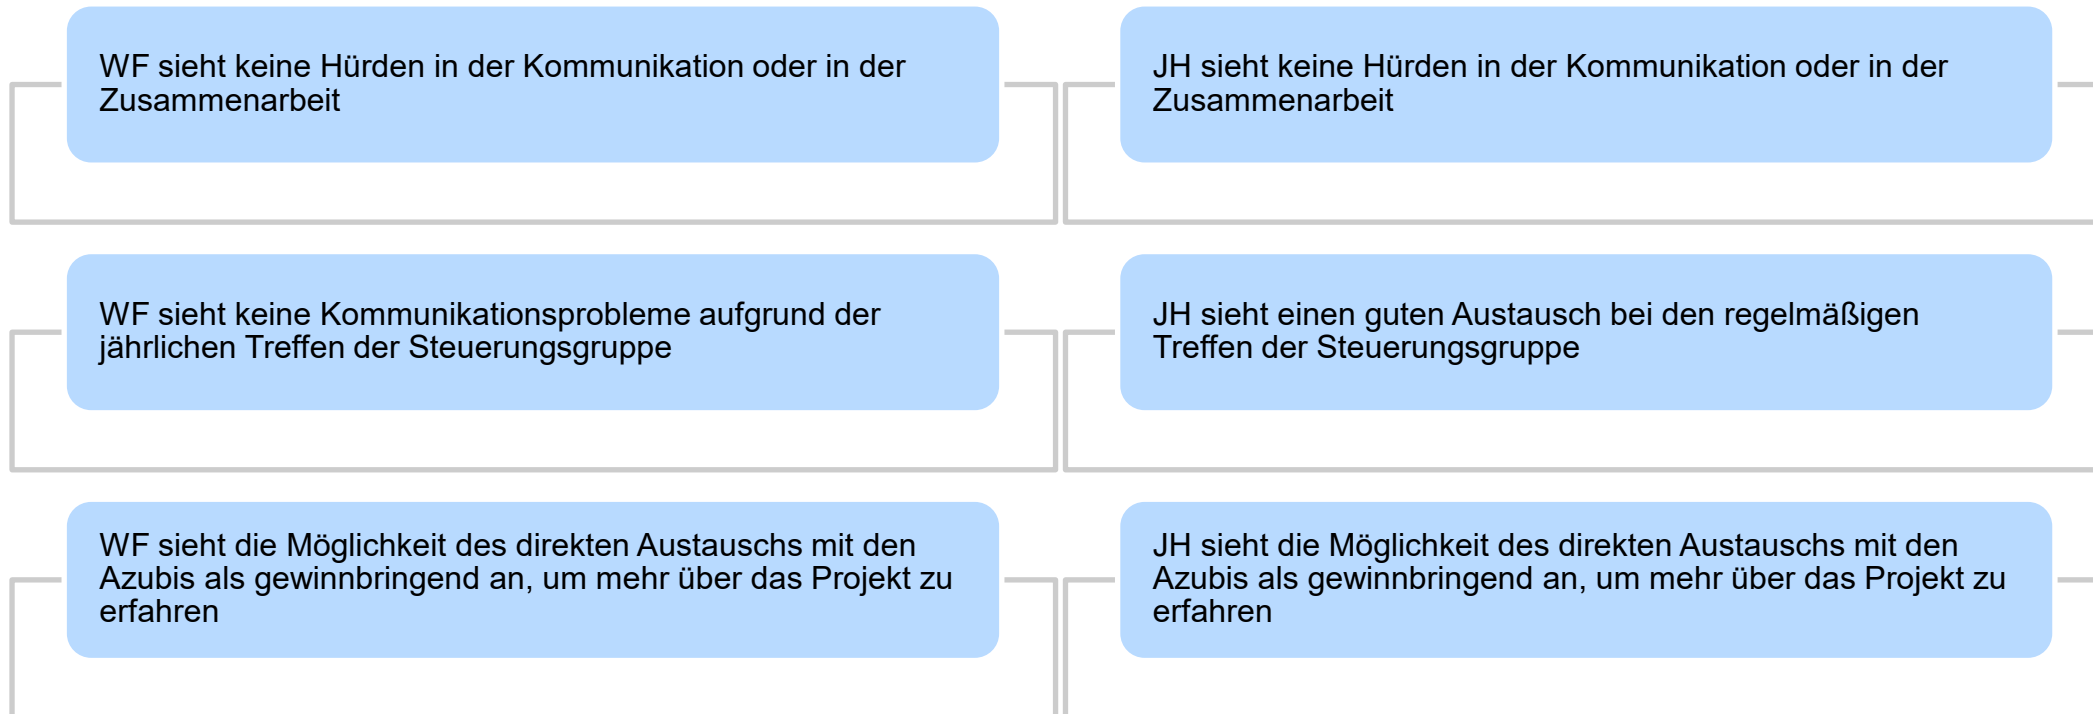 WF sieht keine Hürden in der Kommunikation oder in der
Zusammenarbeit
JH sieht keine Hürden in der Kommunikation oder in der
Zusammenarbeit
WF sieht keine Kommunikationsprobleme aufgrund der
jährlichen Treffen der Steuerungsgruppe
JH sieht einen guten Austausch bei den regelmäßigen
Treffen der Steuerungsgruppe
WF sieht die Möglichkeit des direkten Austauschs mit den
Azubis als gewinnbringend an, um mehr über das Projekt zu
erfahren
JH sieht die Möglichkeit des direkten Austauschs mit den
Azubis als gewinnbringend an, um mehr über das Projekt zu
erfahren